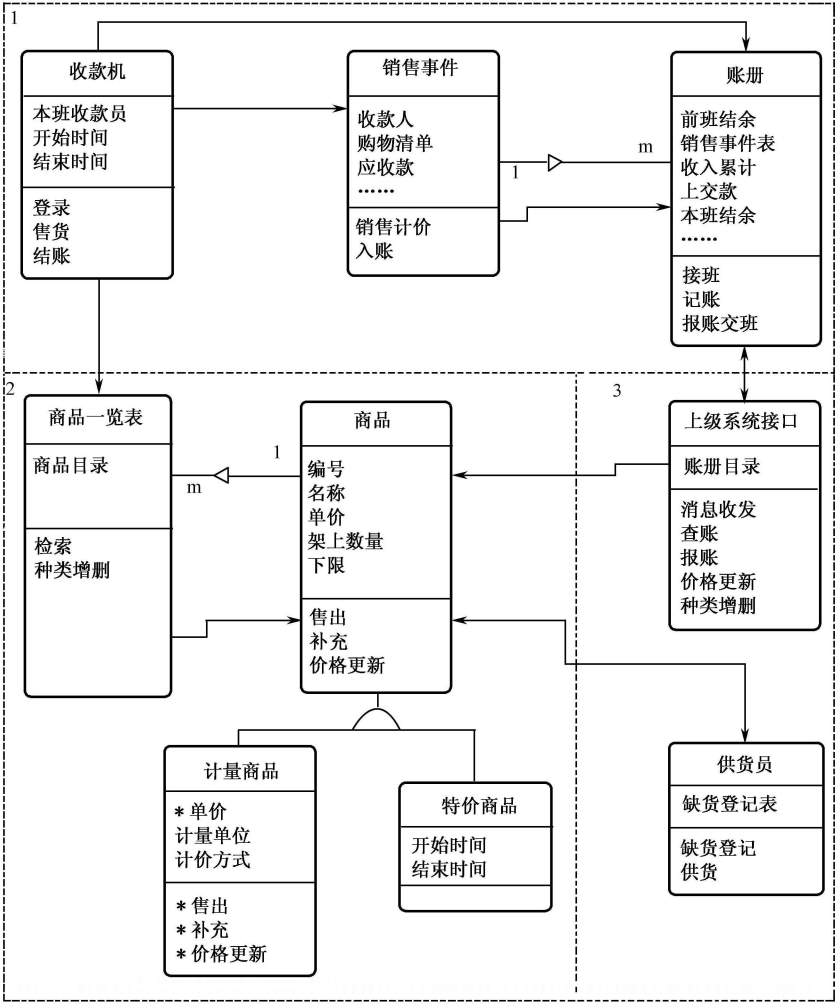 1
收款机
本班收款员
开始时间
结束时间
登录
售货
结账
销售事件
收款人
购物清单
应收款
……
销售计价
入账
1
m
账册
前班结余
销售事件表
收入累计
上交款
本班结余
……
接班
记账
报账交班
2
商品一览表
商品目录
检索
种类增删
m
1
商品
编号
名称
单价
架上数量
下限
售出
补充
价格更新
计量商品
*单价
计量单位
计价方式
*售出
*补充
*价格更新
特价商品
开始时间
结束时间
3
上级系统接口
账册目录
消息收发
查账
报账
价格更新
种类增删
供货员
缺货登记表
缺货登记
供货